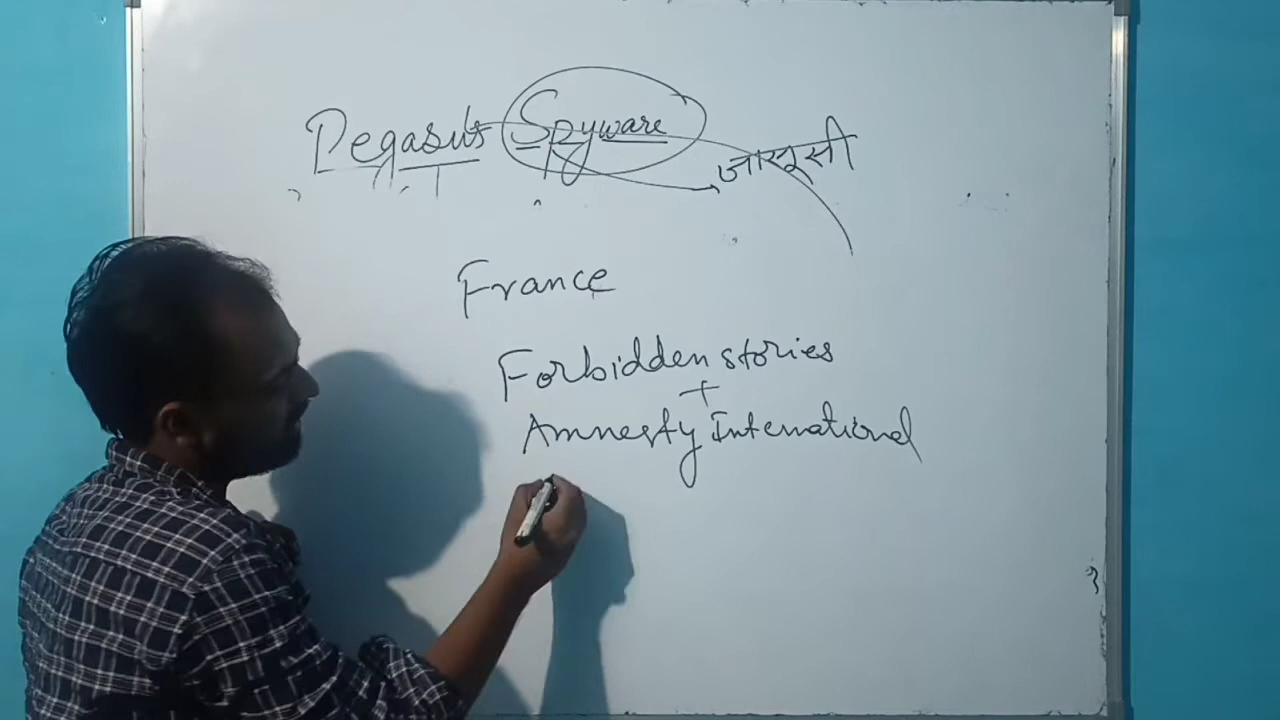 Pegasus Spyware
जासूसी
France
Forbidden stories
+
Amnesty International